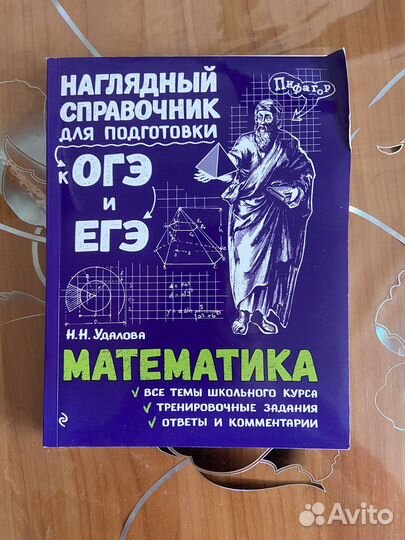 НАГЛЯДНЫЙ
СПРАВОЧНИК
ДЛЯ ПОДГОТОВКИ
К ОГЭ
И
ЕГЭ
Пифагор
Н.Н. Удалова
МАТЕМАТИКА
ВСЕ ТЕМЫ ШКОЛЬНОГО КУРСА
ТРЕНИРОВОЧНЫЕ ЗАДАНИЯ
ОТВЕТЫ И КОММЕНТАРИИ
Avito